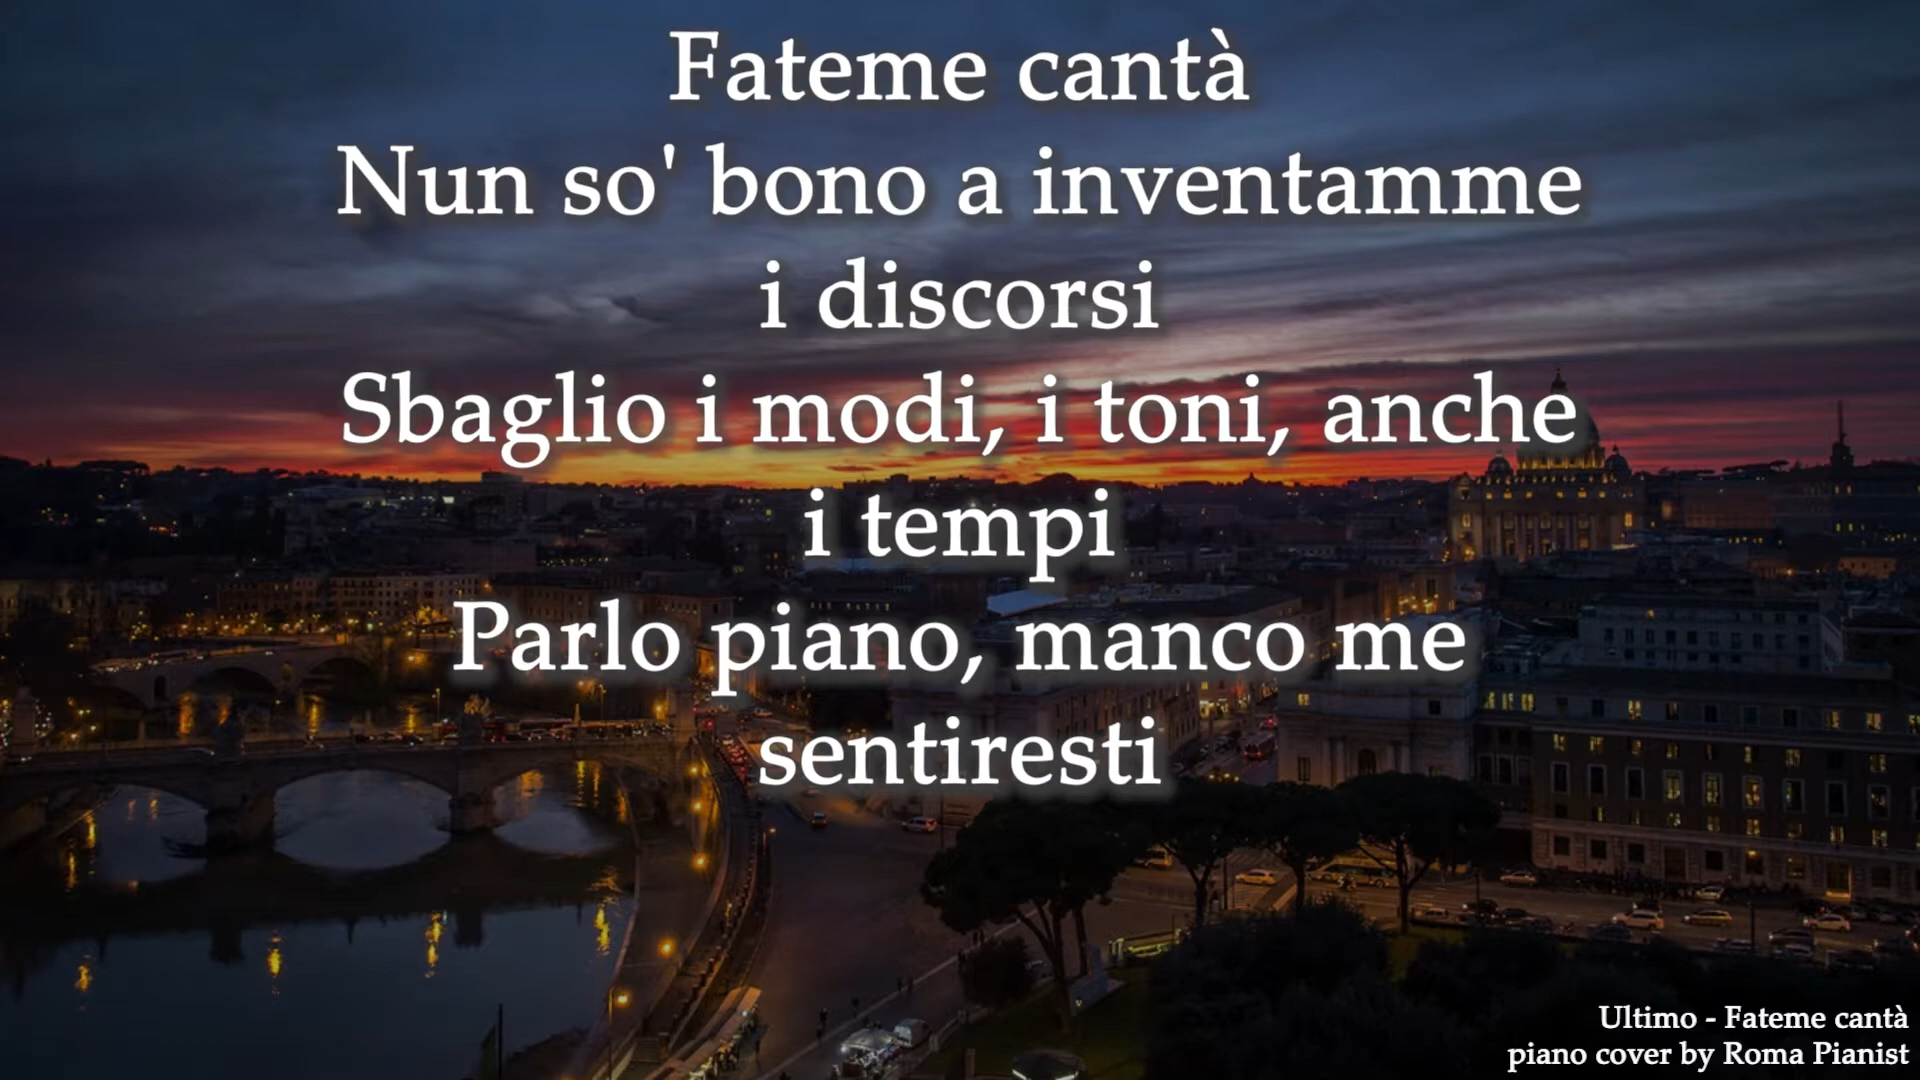 Fateme cantà
Nun so' bono a inventamme
i discorsi
Sbaglio i modi, i toni, anche
i tempi
Parlo piano, manco me
sentiresti
Ultimo - Fateme cantà
piano cover by Roma Pianist